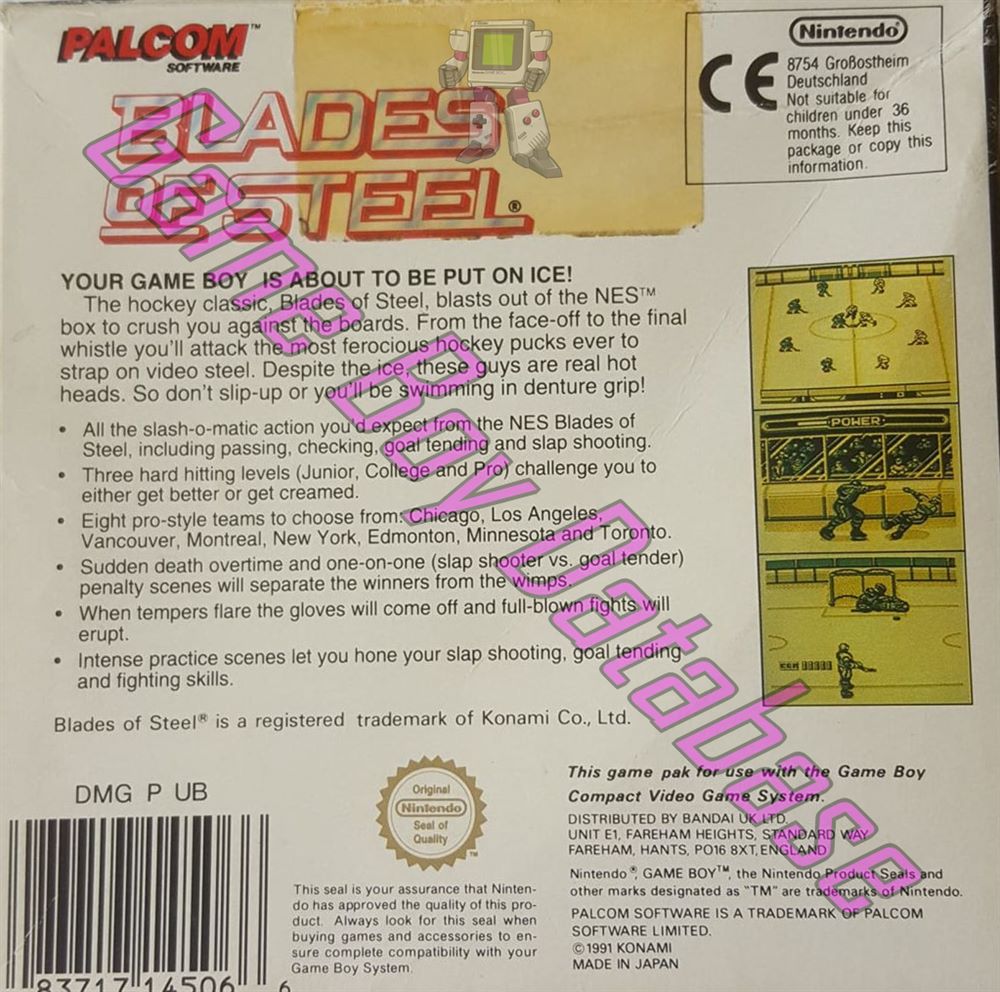 PALCOM™
SOFTWARE
BLADES
OF STEEL®
Nintendo®
CE
8754 Großostheim
Deutschland
Not suitable for
children under 36
months. Keep this
package or copy this
information.
YOUR GAME BOY IS ABOUT TO BE PUT ON ICE!
The hockey classic, Blades of Steel, blasts out of the NES™
box to crush you against the boards. From the face-off to the final
whistle you'll attack the most ferocious hockey pucks ever to
strap on video steel. Despite the ice, these guys are real hot
heads. So don't slip-up or you'll be swimming in denture grip!
• All the slash-o-matic action you'd expect from the NES Blades of
Steel, including passing, checking, goal tending and slap shooting.
• Three hard hitting levels (Junior, College and Pro) challenge you to
either get better or get creamed.
• Eight pro-style teams to choose from: Chicago, Los Angeles,
Vancouver, Montreal, New York, Edmonton, Minnesota and Toronto.
• Sudden death overtime and one-on-one (slap shooter vs. goal tender)
penalty scenes will separate the winners from the wimps.
• When tempers flare the gloves will come off and full-blown fights will
erupt.
• Intense practice scenes let you hone your slap shooting, goal tending
and fighting skills.
Blades of Steel® is a registered trademark of Konami Co., Ltd.
POWER
Game Boy Database
DMG P UB
83717 14506 6
Original
Nintendo
Seal of
Quality
TM
This seal is your assurance that Ninten-
do has approved the quality of this pro-
duct. Always look for this seal when
buying games and accessories to en-
sure complete compatibility with your
Game Boy System.
This game pak for use with the Game Boy
Compact Video Game System.
DISTRIBUTED BY BANDAI UK LTD.
UNIT E1, FAREHAM HEIGHTS, STANDARD WAY
FAREHAM, HANTS, PO16 8XT, ENGLAND
Nintendo®, GAME BOY™, the Nintendo Product Seals and
other marks designated as "TM" are trademarks of Nintendo.
PALCOM SOFTWARE IS A TRADEMARK OF PALCOM
SOFTWARE LIMITED.
©1991 KONAMI
MADE IN JAPAN